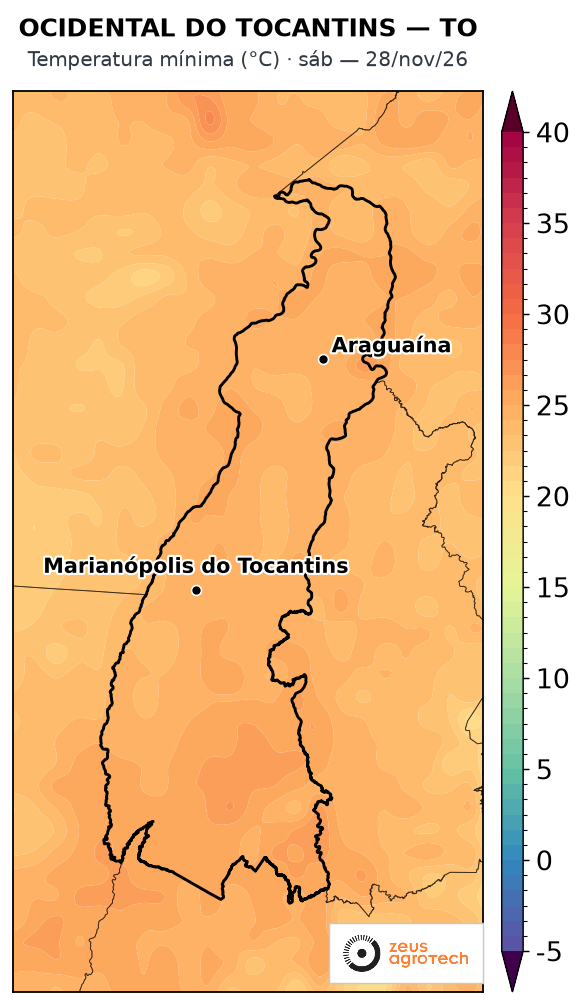 OCIDENTAL DO TOCANTINS — TO
Temperatura mínima (°C) · sáb — 28/nov/26
Araguaína
Marianópolis do Tocantins
40
35
30
25
20
15
10
5
0
-5
zeus
agrotech